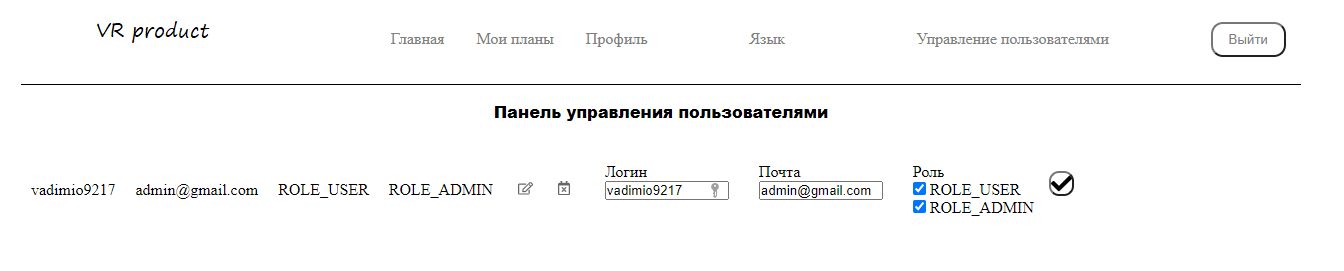 VR product
Главная Мои планы Профиль Язык Управление пользователями Выйти
Панель управления пользователями
Логин Почта Роль
vadimio9217 admin@gmail.com ROLE_USER ROLE_ADMIN vadimio9217 admin@gmail.com ROLE_USER
ROLE_ADMIN